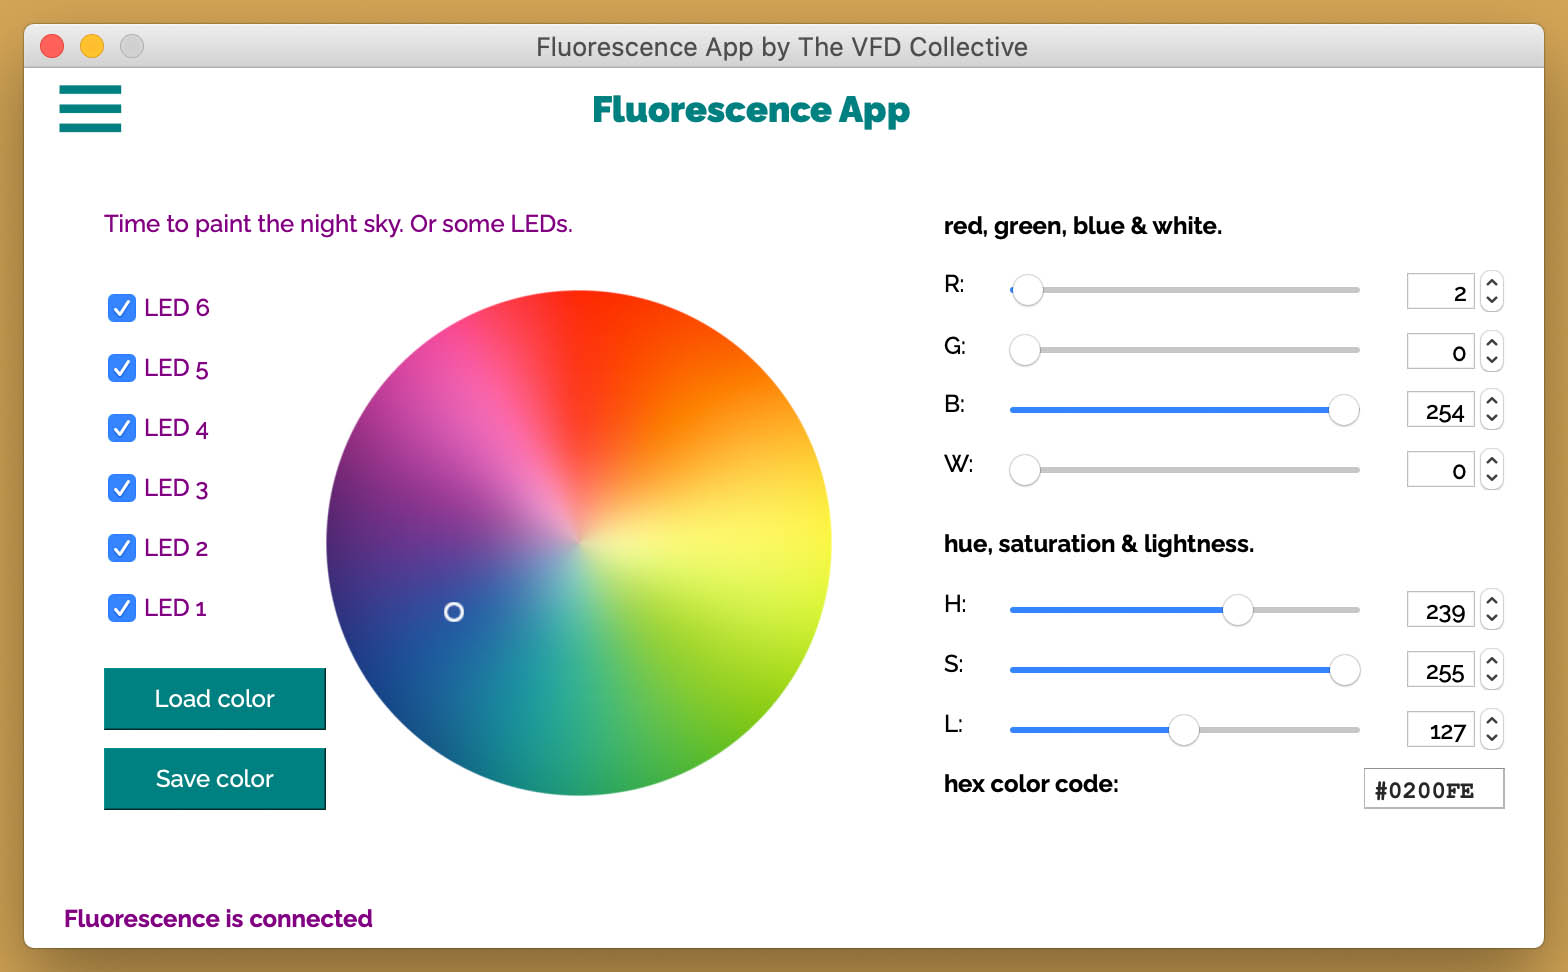 Fluorescence App by The VFD Collective
Fluorescence App
Time to paint the night sky. Or some LEDs.
LED 6
LED 5
LED 4
LED 3
LED 2
LED 1
Load color
Save color
red, green, blue & white.
R: 2
G: 0
B: 254
W: 0
hue, saturation & lightness.
H: 239
S: 255
L: 127
hex color code: #0200FE
Fluorescence is connected